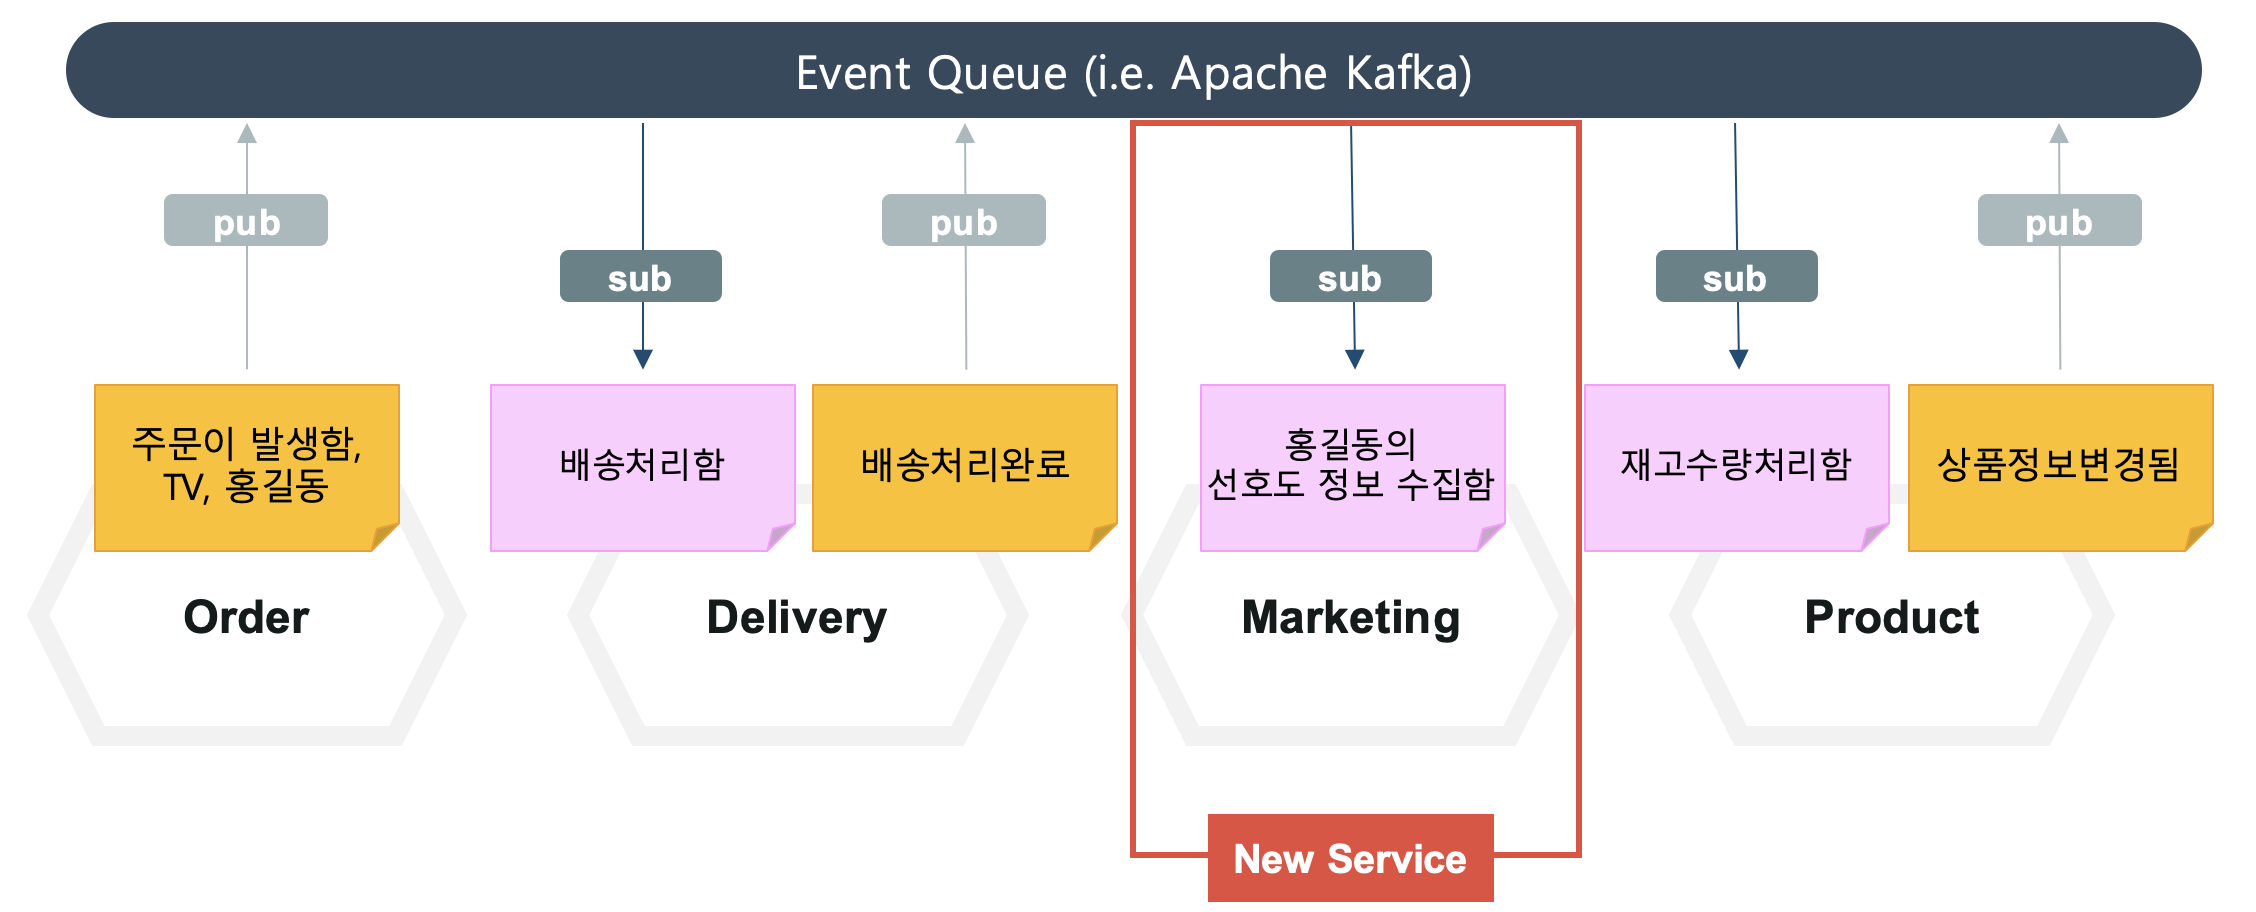 Event Queue (i.e. Apache Kafka)
pub
sub
pub
sub
sub
pub
주문이 발생함,
TV, 홍길동
배송처리함
배송처리완료
홍길동의
선호도 정보 수집함
재고수량처리함
상품정보변경됨
Order
Delivery
Marketing
Product
New Service